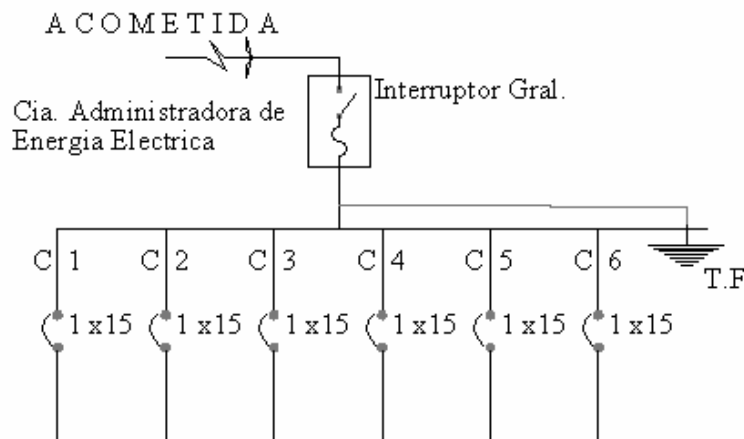 A C O M E T I D A
Interruptor Gral.
Cia. Administradora de
Energia Electrica
C 1 C 2 C 3 C 4 C 5 C 6
T.F
1 x15 1 x15 1 x15 1 x15 1 x15 1 x15